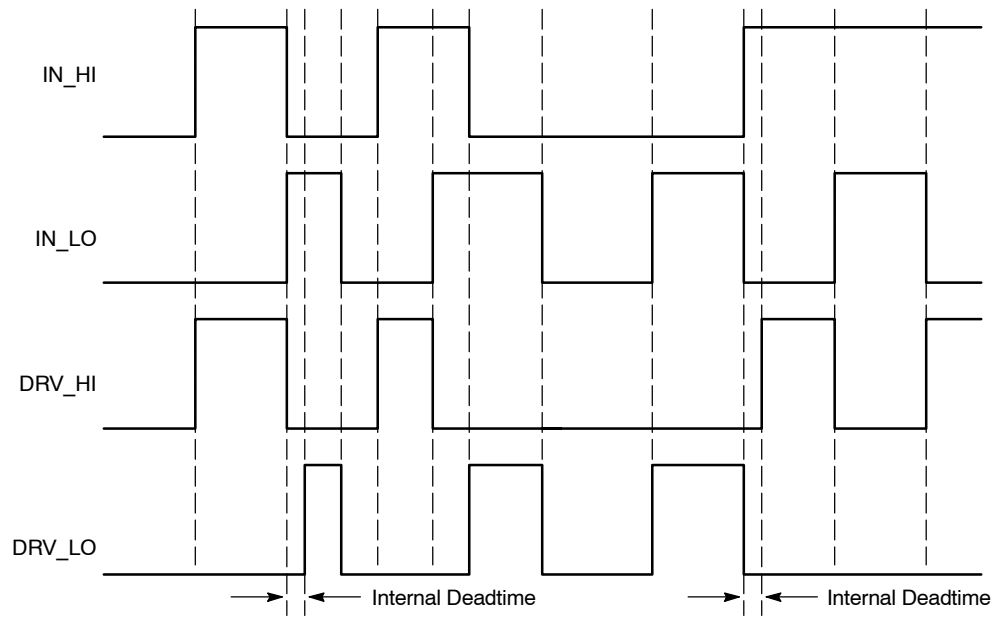 IN_HI
IN_LO
DRV_HI
DRV_LO
Internal Deadtime
Internal Deadtime